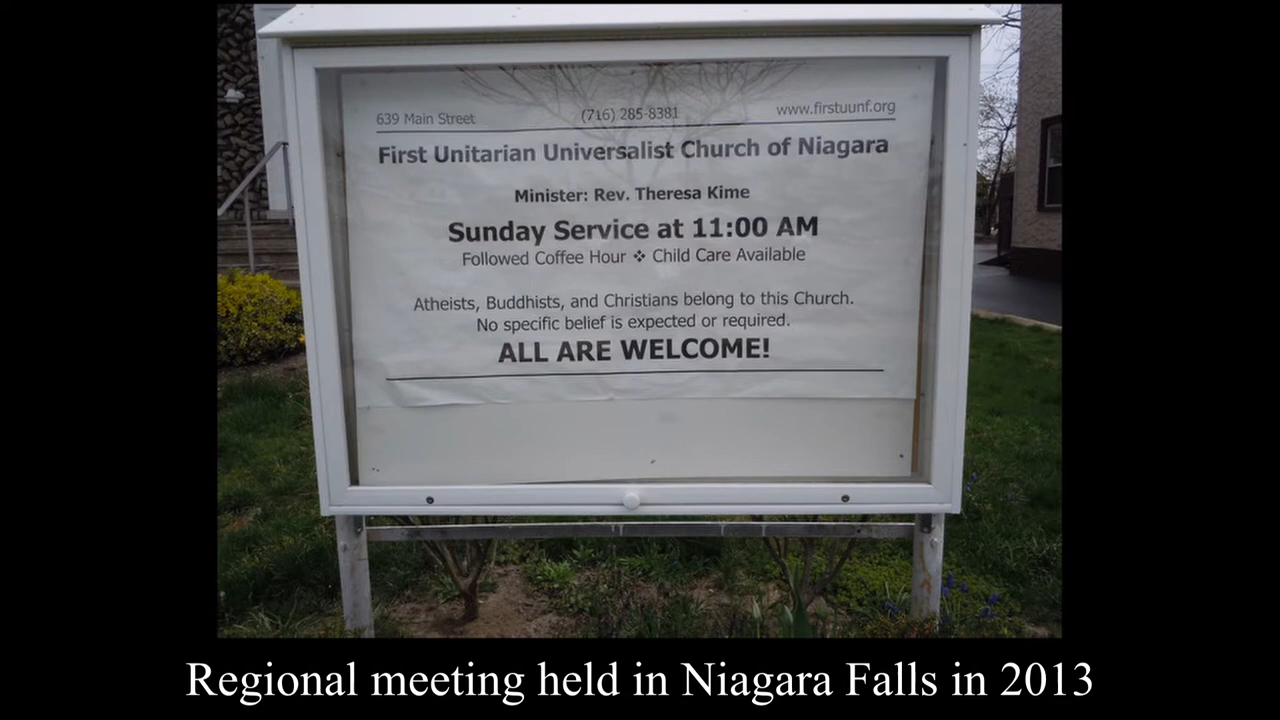 639 Main Street (716) 285-8381 www.firstuunf.org
First Unitarian Universalist Church of Niagara
Minister: Rev. Theresa Kime
Sunday Service at 11:00 AM
Followed Coffee Hour ❖ Child Care Available
Atheists, Buddhists, and Christians belong to this Church.
No specific belief is expected or required.
ALL ARE WELCOME!
Regional meeting held in Niagara Falls in 2013